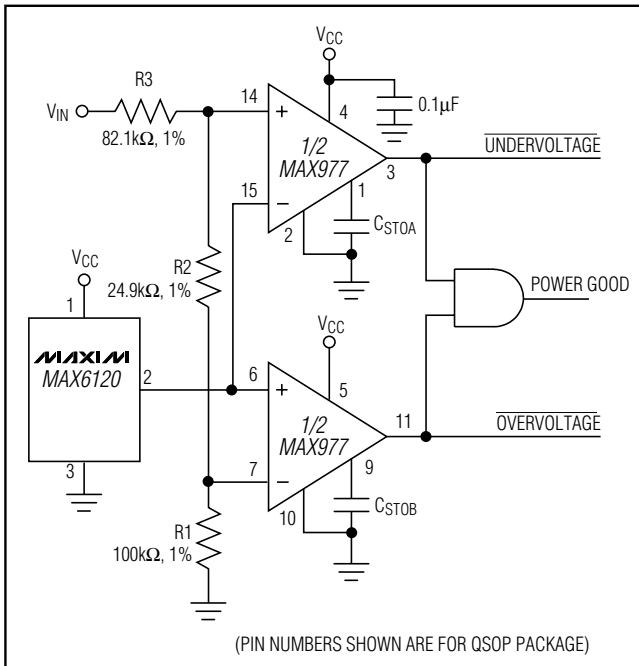 VCC
R3
VIN
82.1kΩ, 1%
14
+
4
0.1µF
1/2
MAX977
3
UNDERVOLTAGE
15
−
1
2
CSTOA
VCC
1
R2
24.9kΩ, 1%
POWER GOOD
MAXIM
MAX6120
2
VCC
6
+
5
1/2
MAX977
11
OVERVOLTAGE
3
7
−
9
10
CSTOB
R1
100kΩ, 1%
(PIN NUMBERS SHOWN ARE FOR QSOP PACKAGE)